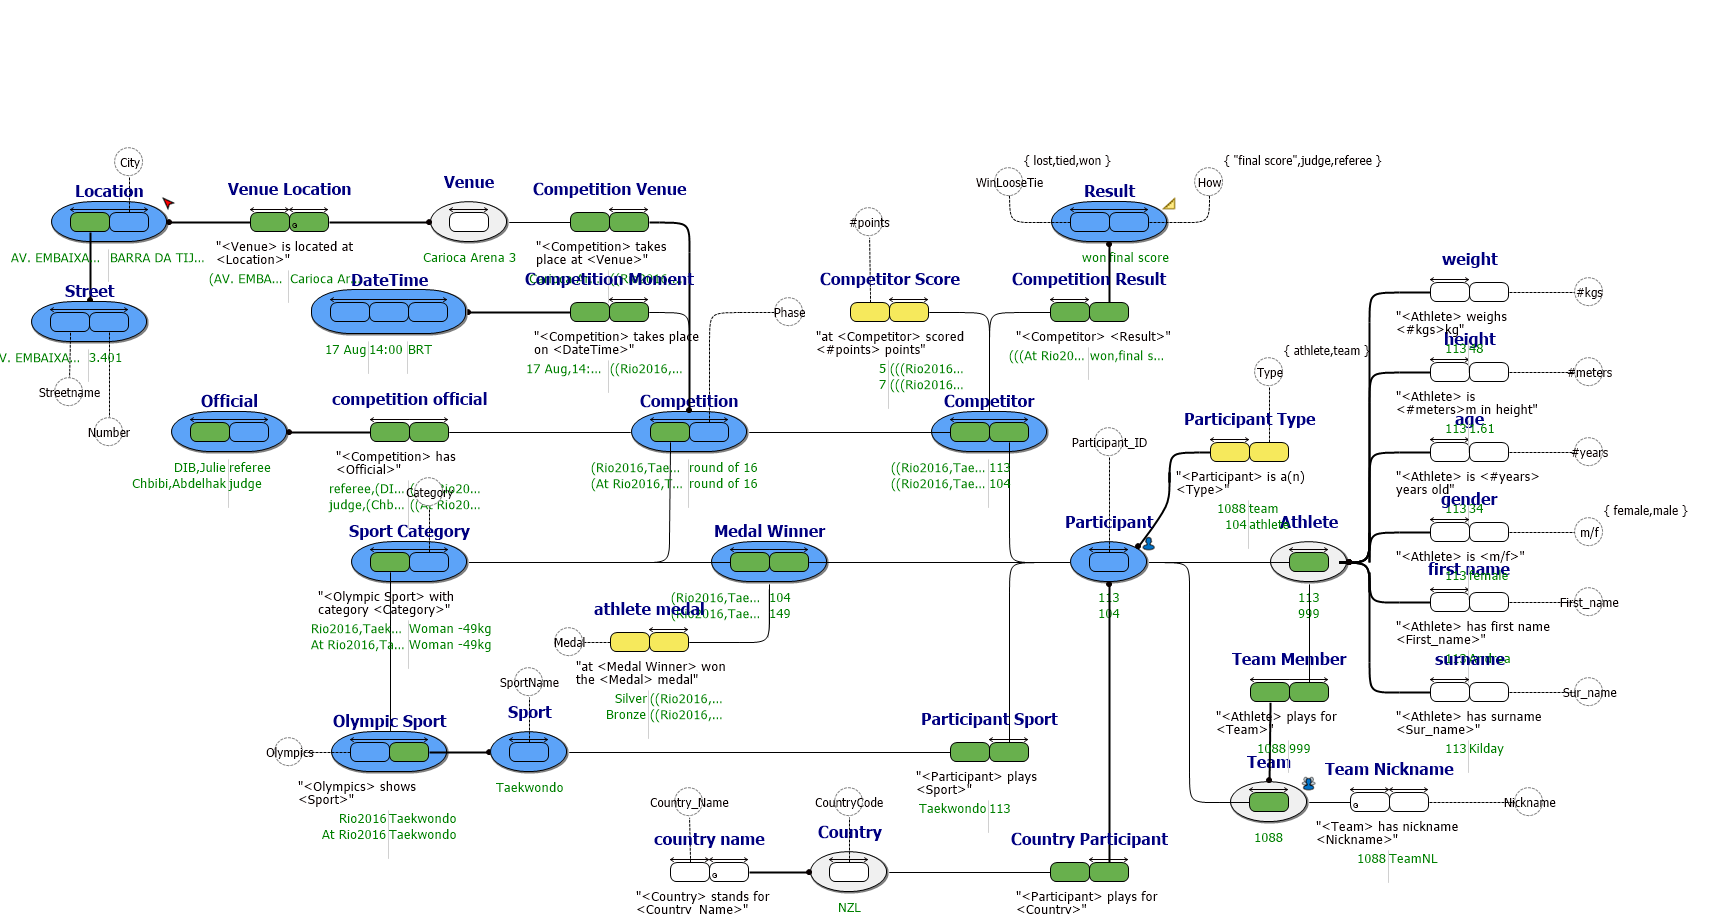 City
{ lost,tied,won }
{ "final score",judge,referee }
WinLooseTie
How
Location
Venue Location
Venue
Competition Venue
Result
#points
G
"<Venue> is located at
<Location>"
"<Competition> takes
place at <Venue>"
AV. EMBAIXA...
BARRA DA TIJ...
Carioca Arena 3
won
final score
weight
(AV. EMBA...
Carioca Ar...
Street
DateTime
Competition Moment
Competitor Score
Competition Result
#kgs
Phase
"<Athlete> weighs
<#kgs>kg"
"<Competition> takes place
on <DateTime>"
"at <Competitor> scored
<#points> points"
"<Competitor> <Result>"
height
113 48
17 Aug
14:00
BRT
{ athlete,team }
V. EMBAIXA...
3.401
17 Aug,14:...
((Rio2016,...
5 (((Rio2016...
7 (((Rio2016...
(((At Rio20...
won,final s...
Type
#meters
Streetname
"<Athlete> is
<#meters>m in height"
Official
competition official
Competition
Competitor
Participant Type
age
113 1.61
Number
Participant_ID
"<Competition> has
<Official>"
#years
DIB,Julie
referee
Chbibi,Abdelhak
judge
(Rio2016,Tae...
round of 16
(At Rio2016,T...
round of 16
((Rio2016,Tae...
113
((Rio2016,Tae...
104
"<Participant> is a(n)
<Type>"
"<Athlete> is <#years>
years old"
referee,(DI...
judge,(Chb...
Category
gender
113 34
1088 team
104 athlete
{ female,male }
Sport Category
Medal Winner
Participant
Athlete
m/f
"<Athlete> is <m/f>"
first name
113 female
"<Olympic Sport> with
category <Category>"
(Rio2016,Tae...
104
(Rio2016,Tae...
149
113
104
113
999
First_name
athlete medal
Rio2016,Taek...
Woman -49kg
At Rio2016,Ta...
Woman -49kg
"<Athlete> has first name
<First_name>"
Medal
Team Member
surname
"at <Medal Winner> won
the <Medal> medal"
SportName
Sur_name
Silver
((Rio2016,...
Bronze
((Rio2016,...
Olympic Sport
Sport
Participant Sport
"<Athlete> plays for
<Team>"
"<Athlete> has surname
<Sur_name>"
Olympics
1088 999
113 Kilday
Team
Team Nickname
"<Olympics> shows
<Sport>"
Taekwondo
"<Participant> plays
<Sport>"
Country_Name
CountryCode
G
Nickname
Rio2016
Taekwondo
At Rio2016
Taekwondo
Taekwondo
113
"<Team> has nickname
<Nickname>"
country name
Country
Country Participant
1088
1088
TeamNL
G
"<Country> stands for
<Country_Name>"
NZL
"<Participant> plays for
<Country>"